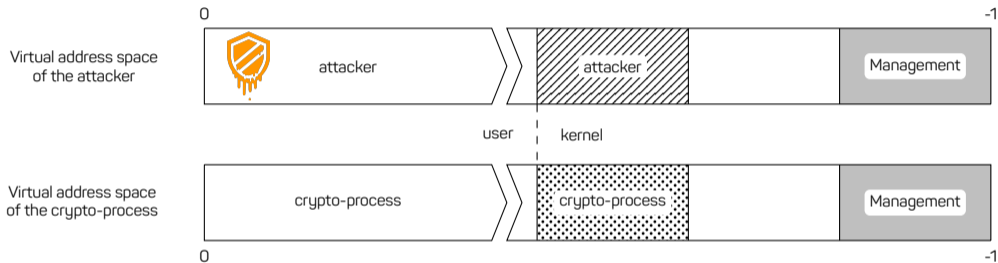 0
-1
Virtual address space
of the attacker
attacker
attacker
Management
user
kernel
Virtual address space
of the crypto-process
crypto-process
crypto-process
Management
0
-1